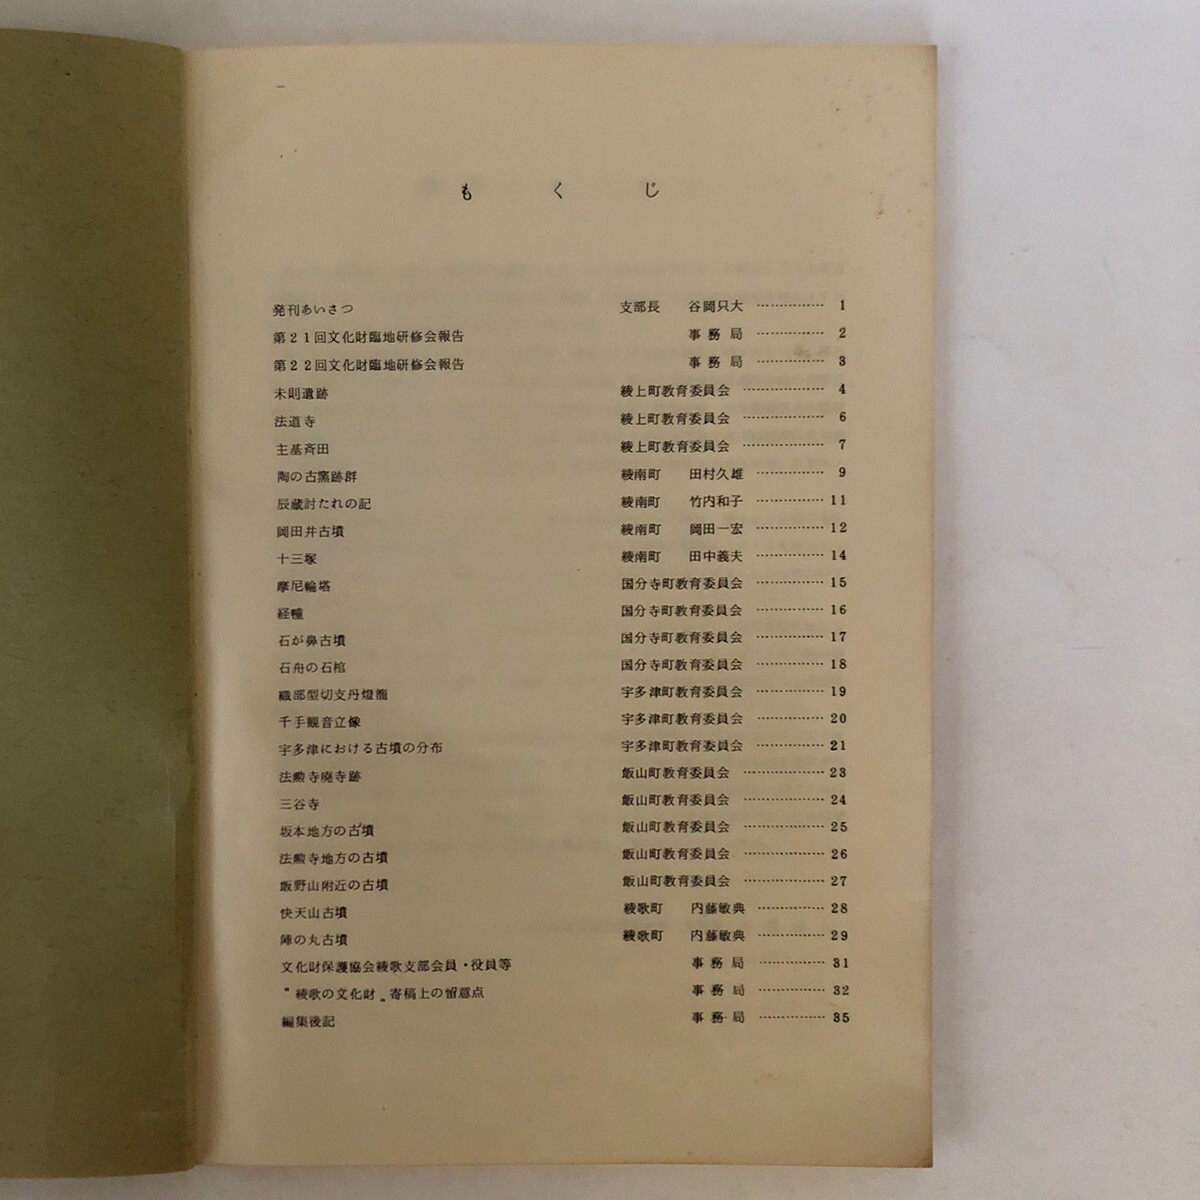 もくじ
発刊あいさつ 支部長 谷岡只大 …………… 1
第21回文化財臨地研修会報告 事務局 …………… 2
第22回文化財臨地研修会報告 事務局 …………… 3
未則遺跡 綾上町教育委員会 …………… 4
法道寺 綾上町教育委員会 …………… 6
主基斉田 綾上町教育委員会 …………… 7
陶の古窯跡群 綾南町 田村久雄 …………… 9
辰蔵討たれの記 綾南町 竹内和子 …………… 11
岡田井古墳 綾南町 岡田一宏 …………… 12
十三塚 綾南町 田中義夫 …………… 14
摩尼輪塔 国分寺町教育委員会 …………… 15
経幢 国分寺町教育委員会 …………… 16
石が鼻古墳 国分寺町教育委員会 …………… 17
石舟の石棺 国分寺町教育委員会 …………… 18
織部型切支丹燈籠 宇多津町教育委員会 …………… 19
千手観音立像 宇多津町教育委員会 …………… 20
宇多津における古墳の分布 宇多津町教育委員会 …………… 21
法勲寺廃寺跡 飯山町教育委員会 …………… 23
三谷寺 飯山町教育委員会 …………… 24
坂本地方の古墳 飯山町教育委員会 …………… 25
法勲寺地方の古墳 飯山町教育委員会 …………… 26
飯野山附近の古墳 飯山町教育委員会 …………… 27
快天山古墳 綾歌町 内藤敏典 …………… 28
陣の丸古墳 綾歌町 内藤敏典 …………… 29
文化財保護協会綾歌支部会員・役員等 事務局 …………… 31
〝綾歌の文化財〟寄稿上の留意点 事務局 …………… 32
編集後記 事務局 …………… 35